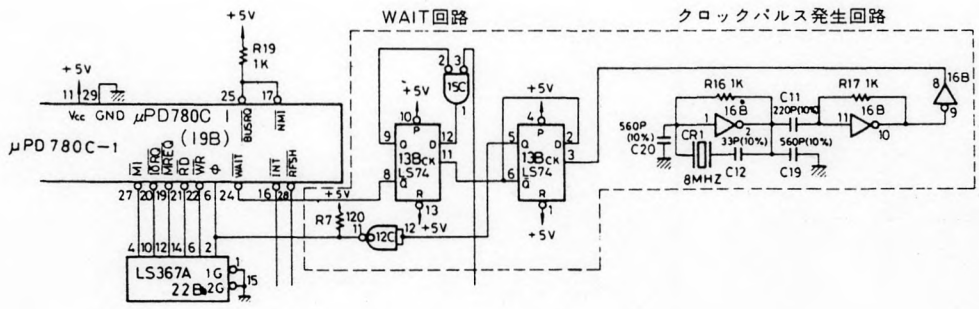 WAIT回路
クロックパルス発生回路
+5V
R19
1K
+5V
11 29
25 17
Vcc GND μPD780C-1
(19B)
BUSRQ NMI
μPD780C-1
M1 IORQ MREQ RD WR Φ WAIT INT RFSH
27 20 19 21 22 6 24 16 28
4 10 12 14 6 2
LS367A 1G 1
22B 2G 15
+5V
R7 120
11 12C 12
2 3
15C
1
+5V
10
P
9 Q D 12
13B CK 11
LS74
8 Q
R
13
+5V
+5V
4
P
5 Q D 2
13B CK 3
LS74
6 Q
R
1
+5V
R16 1K
16B
1 2
560P
(10%)
C20
CR1
8MHZ
33P(10%)
C12
C11
220P(10%)
560P(10%)
C19
R17 1K
16B
11 10
8 16B
9